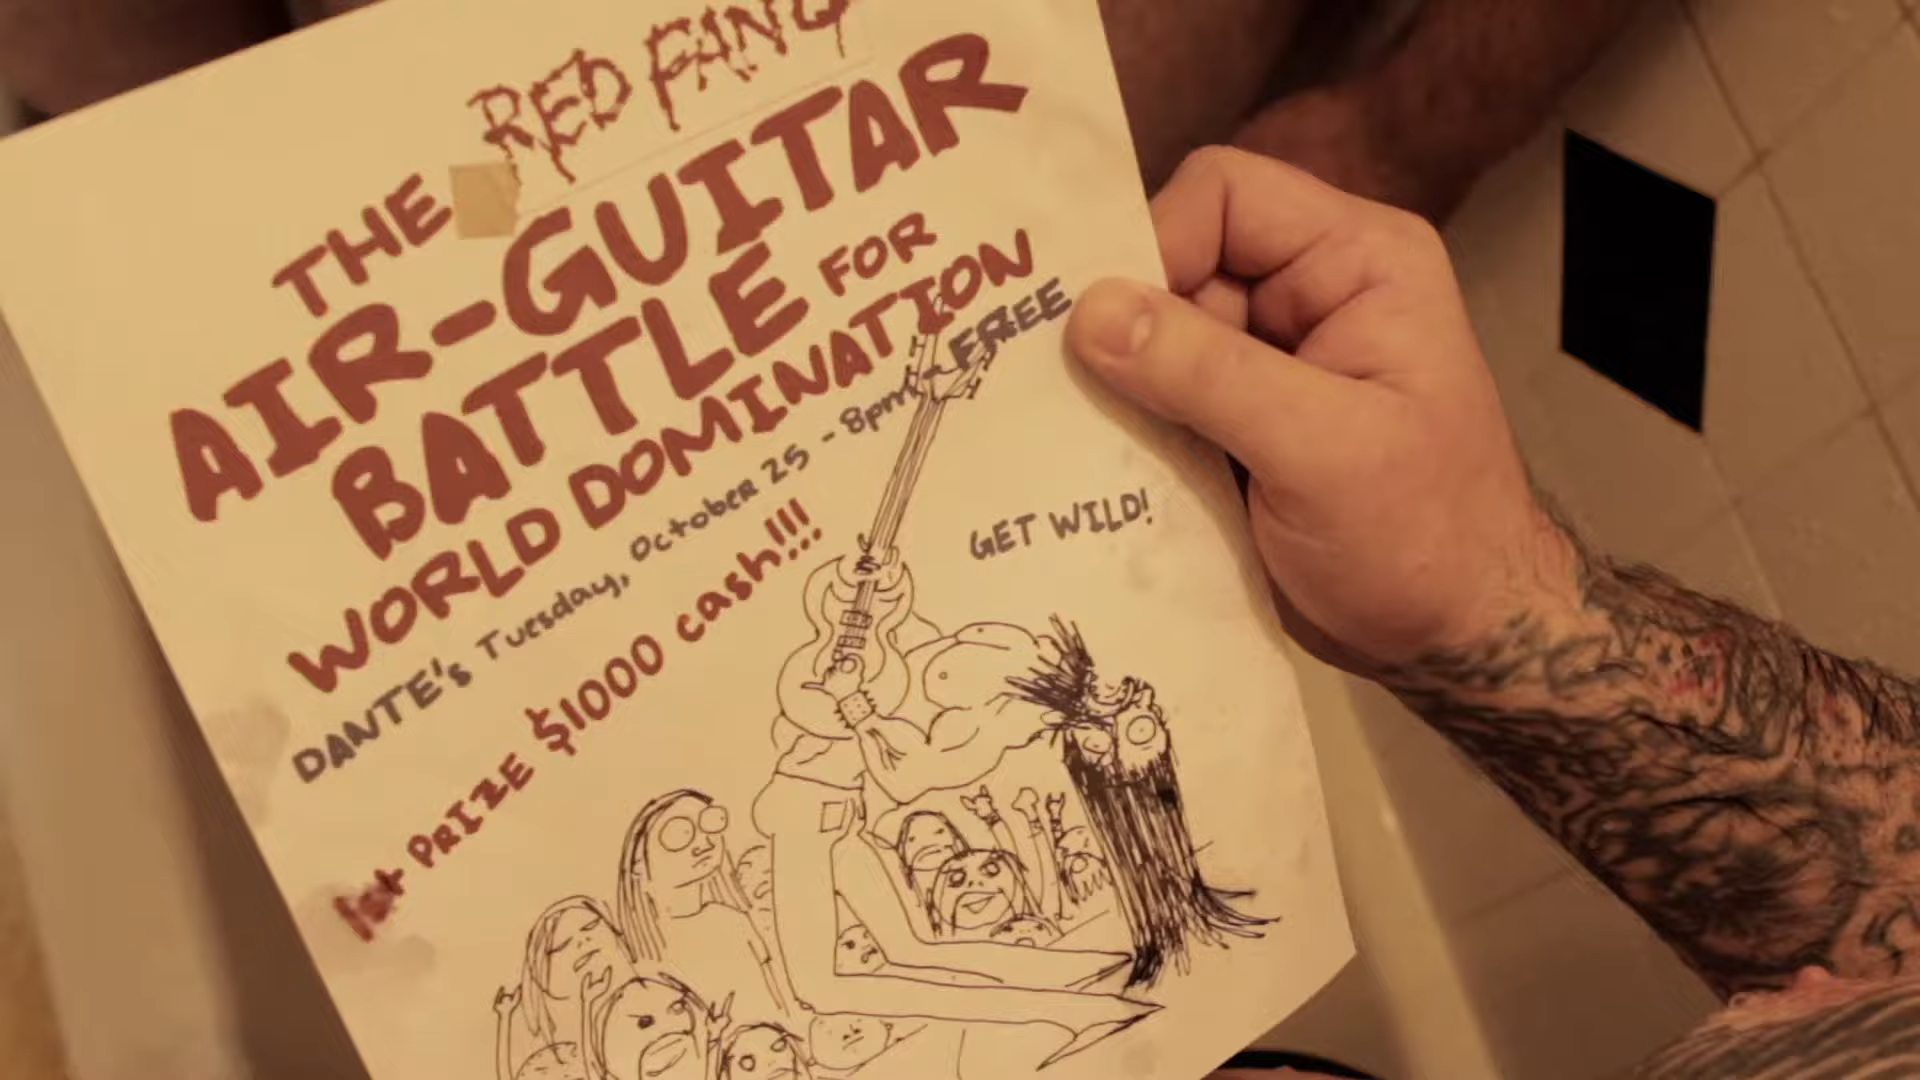 THE RED FANG
AIR-GUITAR
BATTLE FOR
WORLD DOMINATION
DANTE'S Tuesday, October 25 - 8pm - FREE
1st PRIZE $1000 cash!!!
GET WILD!